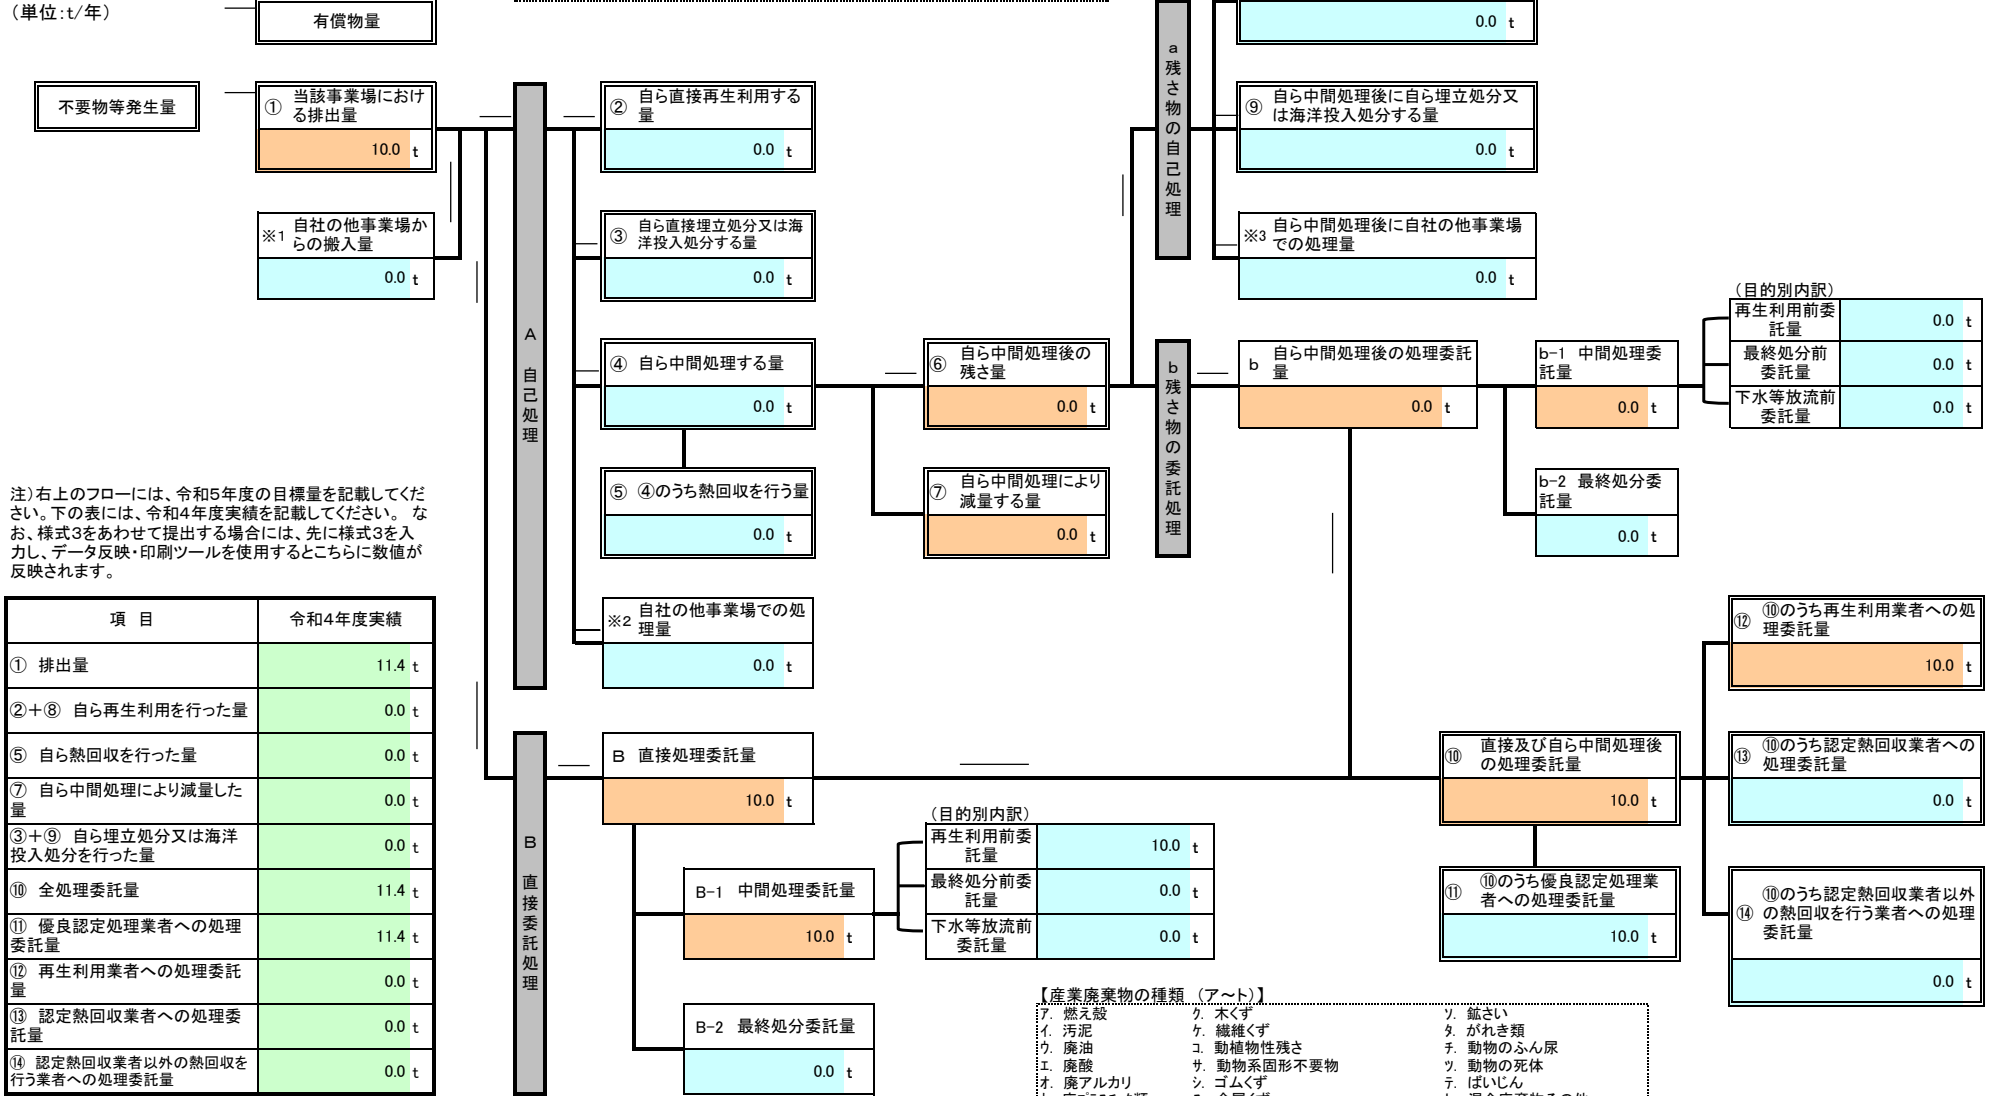 （単位:t/年）
有償物量
0.0 t
不要物等発生量
① 当該事業場におけ
る排出量
10.0 t
※1 自社の他事業場か
らの搬入量
0.0 t
A
自己処理
② 自ら直接再生利用する
量
0.0 t
③ 自ら直接埋立処分又は海
洋投入処分する量
0.0 t
④ 自ら中間処理する量
0.0 t
⑤ ④のうち熱回収を行う量
0.0 t
※2 自社の他事業場での処
理量
0.0 t
⑥ 自ら中間処理後の
残さ量
0.0 t
⑦ 自ら中間処理により
減量する量
0.0 t
a残さ物の自己処理
⑨ 自ら中間処理後に自ら埋立処分又
は海洋投入処分する量
0.0 t
※3 自ら中間処理後に自社の他事業場
での処理量
0.0 t
b残さ物の委託処理
b 自ら中間処理後の処理委託
量
0.0 t
b-1 中間処理委
託量
0.0 t
（目的別内訳）
再生利用前委
託量
0.0 t
最終処分前
委託量
0.0 t
下水等放流前
委託量
0.0 t
b-2 最終処分委
託量
0.0 t
注）右上のフローには、令和5年度の目標量を記載してくだ
さい。下の表には、令和4年度実績を記載してください。 な
お、様式3をあわせて提出する場合には、先に様式3を入
力し、データ反映・印刷ツールを使用するとこちらに数値が
反映されます。
項 目 令和4年度実績
① 排出量 11.4 t
②＋⑧ 自ら再生利用を行った量 0.0 t
⑤ 自ら熱回収を行った量 0.0 t
⑦ 自ら中間処理により減量した
量 0.0 t
③＋⑨ 自ら埋立処分又は海洋
投入処分を行った量 0.0 t
⑩ 全処理委託量 11.4 t
⑪ 優良認定処理業者への処理
委託量 11.4 t
⑫ 再生利用業者への処理委託
量 0.0 t
⑬ 認定熱回収業者への処理委
託量 0.0 t
⑭ 認定熱回収業者以外の熱回収を
行う業者への処理委託量 0.0 t
B
直接委託処理
B 直接処理委託量
10.0 t
B-1 中間処理委託量
10.0 t
（目的別内訳）
再生利用前委
託量
10.0 t
最終処分前委
託量
0.0 t
下水等放流前
委託量
0.0 t
B-2 最終処分委託量
0.0 t
⑩ 直接及び自ら中間処理後
の処理委託量
10.0 t
⑪ ⑩のうち優良認定処理業
者への処理委託量
10.0 t
⑫ ⑩のうち再生利用業者への処
理委託量
10.0 t
⑬ ⑩のうち認定熱回収業者への
処理委託量
0.0 t
⑭ ⑩のうち認定熱回収業者以外
の熱回収を行う業者への処理
委託量
0.0 t
【産業廃棄物の種類 （ア～ト）】
ア. 燃え殻 ク. 木くず ソ. 鉱さい
イ. 汚泥 ケ. 繊維くず タ. がれき類
ウ. 廃油 コ. 動植物性残さ チ. 動物のふん尿
エ. 廃酸 サ. 動物系固形不要物 ツ. 動物の死体
オ. 廃アルカリ シ. ゴムくず テ. ばいじん